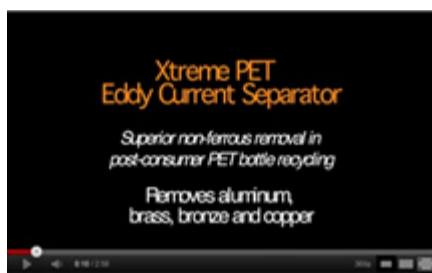 Xtreme PET
Eddy Current Separator
Superior non-ferrous removal in
post-consumer PET bottle recycling
Removes aluminum,
brass, bronze and copper